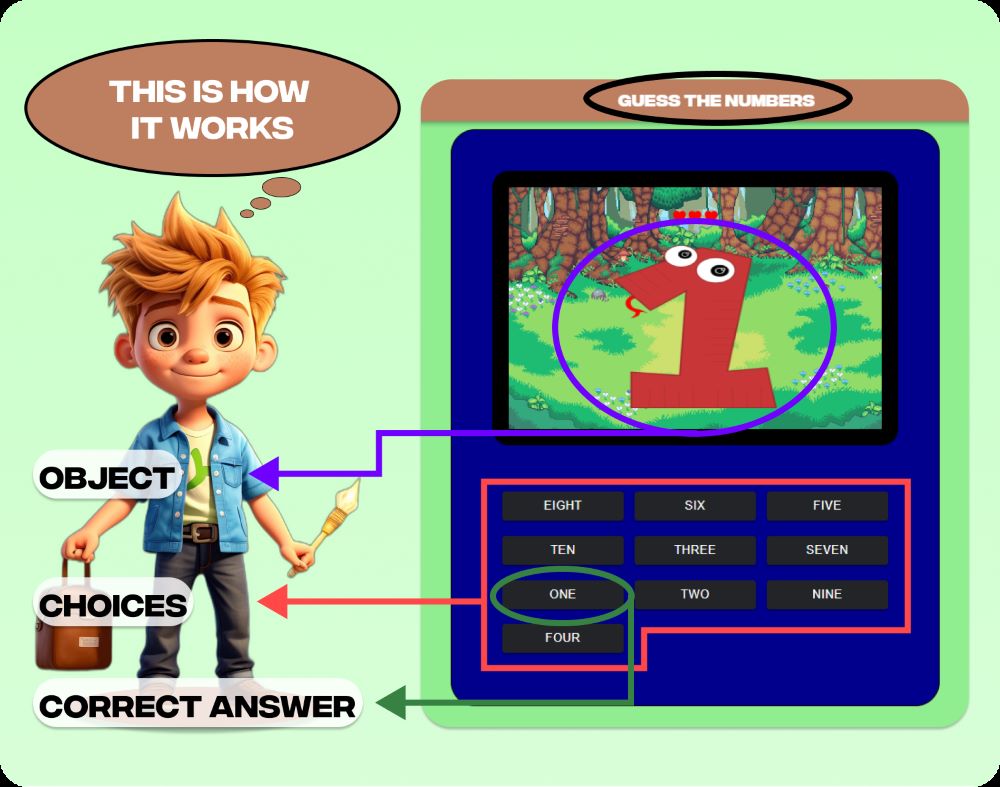 THIS IS HOW
IT WORKS
GUESS THE NUMBERS
1
OBJECT
CHOICES
CORRECT ANSWER
EIGHT SIX FIVE
TEN THREE SEVEN
ONE TWO NINE
FOUR